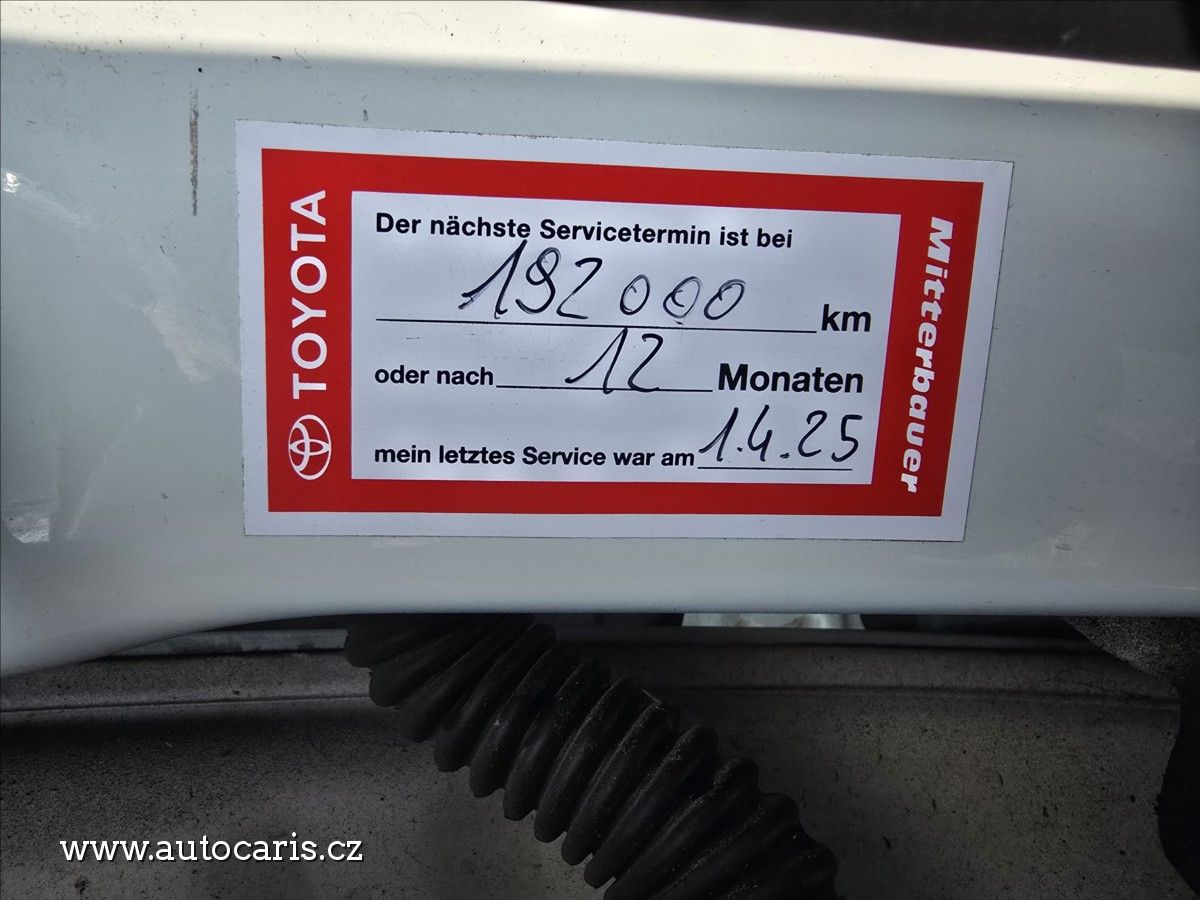 TOYOTA
Der nächste Servicetermin ist bei
192000 km
oder nach 12 Monaten
mein letztes Service war am 1.4.25
Mitterbauer
www.autocaris.cz